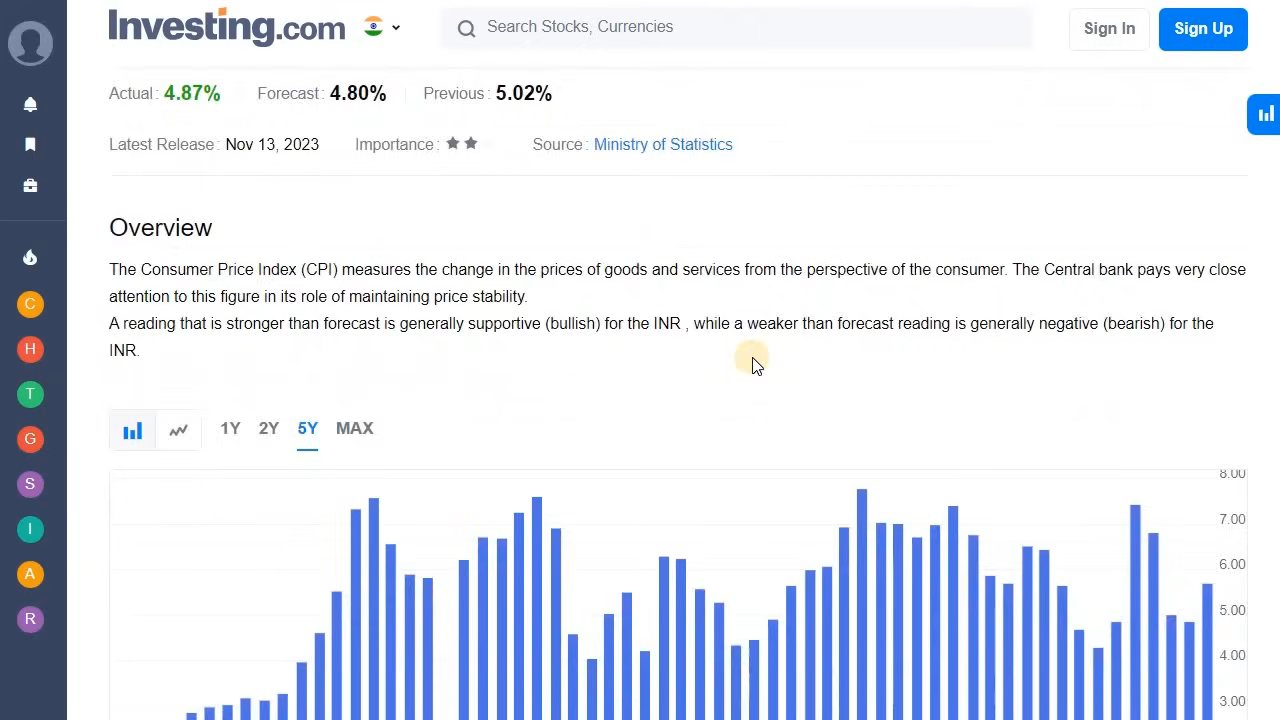 Investing.com
Search Stocks, Currencies
Sign In
Sign Up
Actual: 4.87% Forecast: 4.80% Previous: 5.02%
Latest Release: Nov 13, 2023 Importance: Source: Ministry of Statistics
Overview
The Consumer Price Index (CPI) measures the change in the prices of goods and services from the perspective of the consumer. The Central bank pays very close
attention to this figure in its role of maintaining price stability.
A reading that is stronger than forecast is generally supportive (bullish) for the INR , while a weaker than forecast reading is generally negative (bearish) for the
INR.
1Y 2Y 5Y MAX
8.00
7.00
6.00
5.00
4.00
3.00
C
H
T
G
S
I
A
R